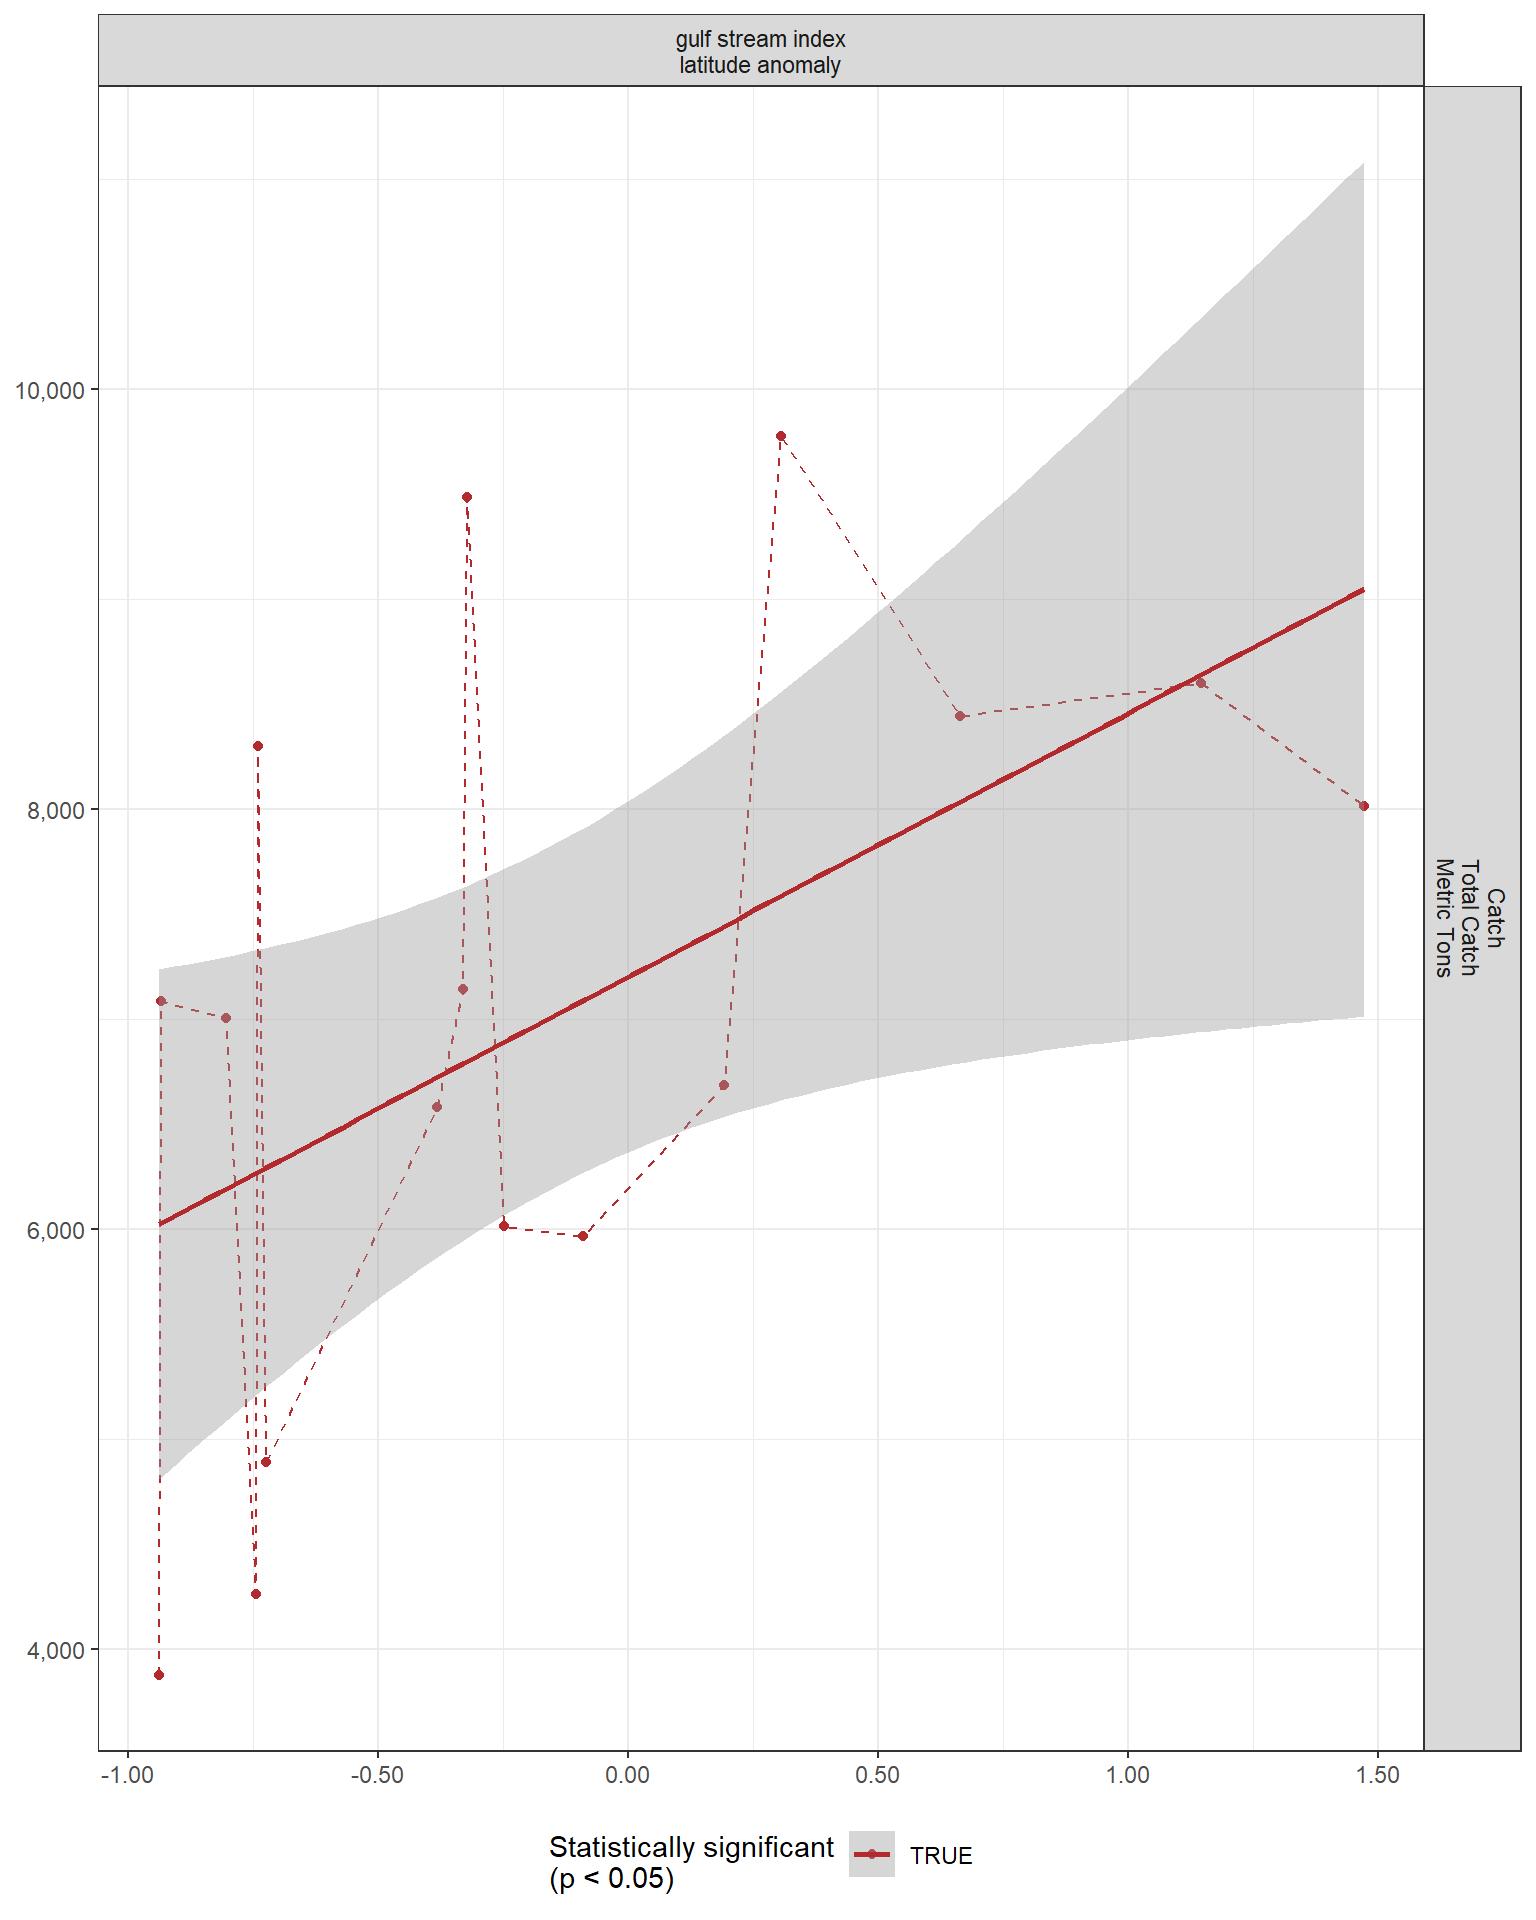 gulf stream index
latitude anomaly
10,000
8,000
6,000
4,000
Catch
Total Catch
Metric Tons
-1.00
-0.50
0.00
0.50
1.00
1.50
Statistically significant
(p < 0.05)
TRUE